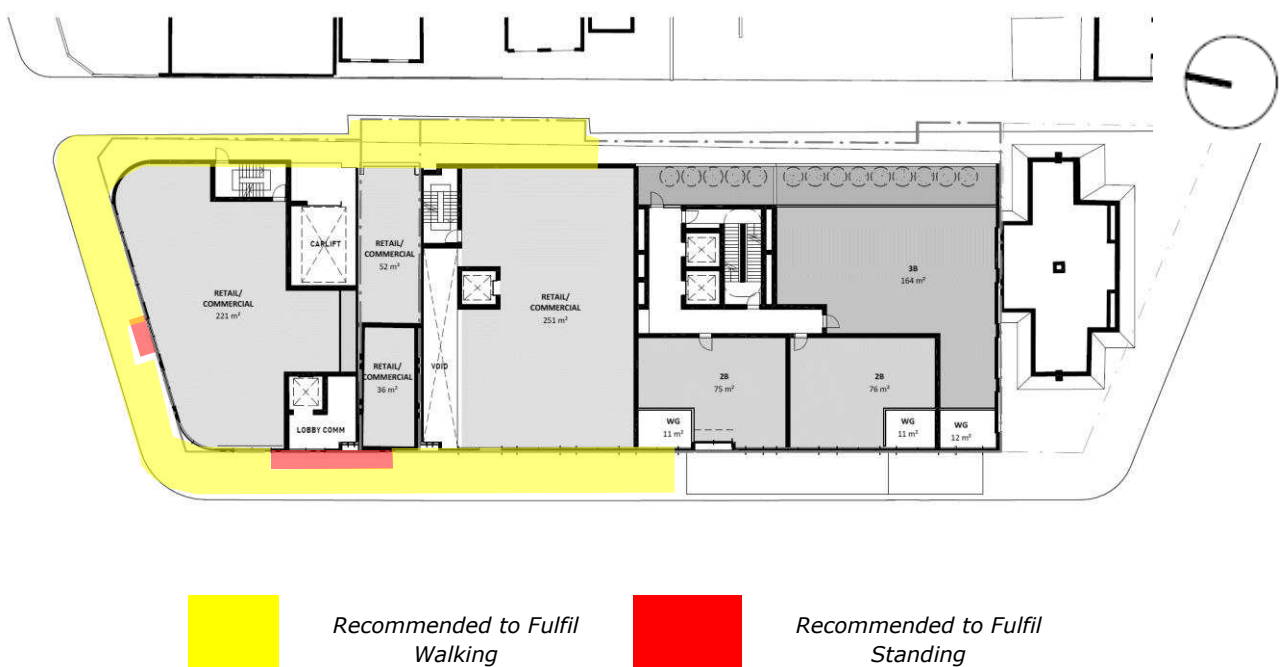 CARLIFT
RETAIL/
COMMERCIAL
52 m²
RETAIL/
COMMERCIAL
221 m²
RETAIL/
COMMERCIAL
251 m²
3B
164 m²
RETAIL/
COMMERCIAL
36 m²
VOID
2B
75 m²
2B
76 m²
LOBBY COMM
WG
11 m²
WG
11 m²
WG
12 m²
Recommended to Fulfil
Walking
Recommended to Fulfil
Standing